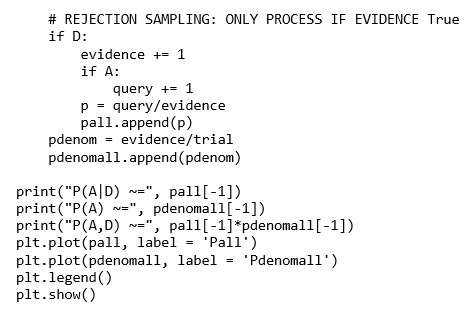 # REJECTION SAMPLING: ONLY PROCESS IF EVIDENCE True
    if D:
        evidence += 1
        if A:
            query += 1
        p = query/evidence
        pall.append(p)
    pdenom = evidence/trial
    pdenomall.append(pdenom)

print("P(A|D) ~=", pall[-1])
print("P(A) ~=", pdenomall[-1])
print("P(A,D) ~=", pall[-1]*pdenomall[-1])
plt.plot(pall, label = 'Pall')
plt.plot(pdenomall, label = 'Pdenomall')
plt.legend()
plt.show()